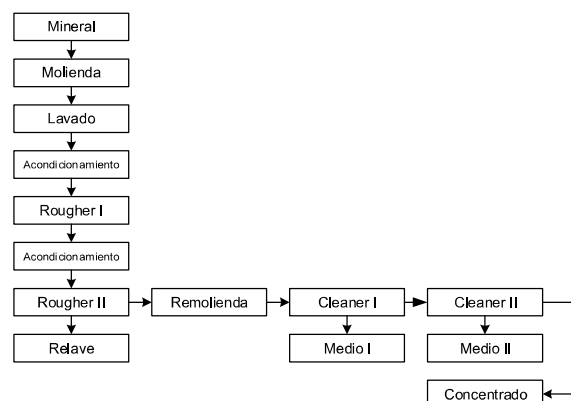 Mineral
Molienda
Lavado
Acondicionamiento
Rougher I
Acondicionamiento
Rougher II
Remolienda
Cleaner I
Cleaner II
Relave
Medio I
Medio II
Concentrado